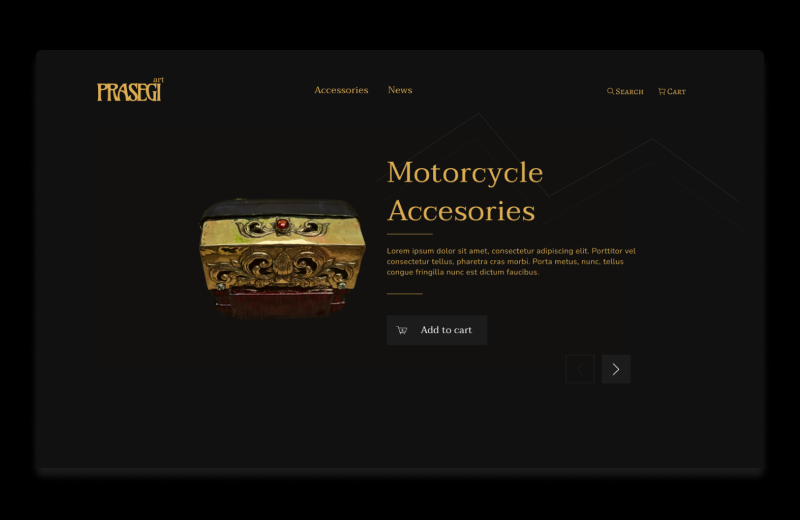 PRASEGI art
Accessories News
Search Cart
Motorcycle
Accesories
Lorem ipsum dolor sit amet, consectetur adipiscing elit. Porttitor vel
consectetur tellus, pharetra cras morbi. Porta metus, nunc, tellus
congue fringilla nunc est dictum faucibus.
Add to cart